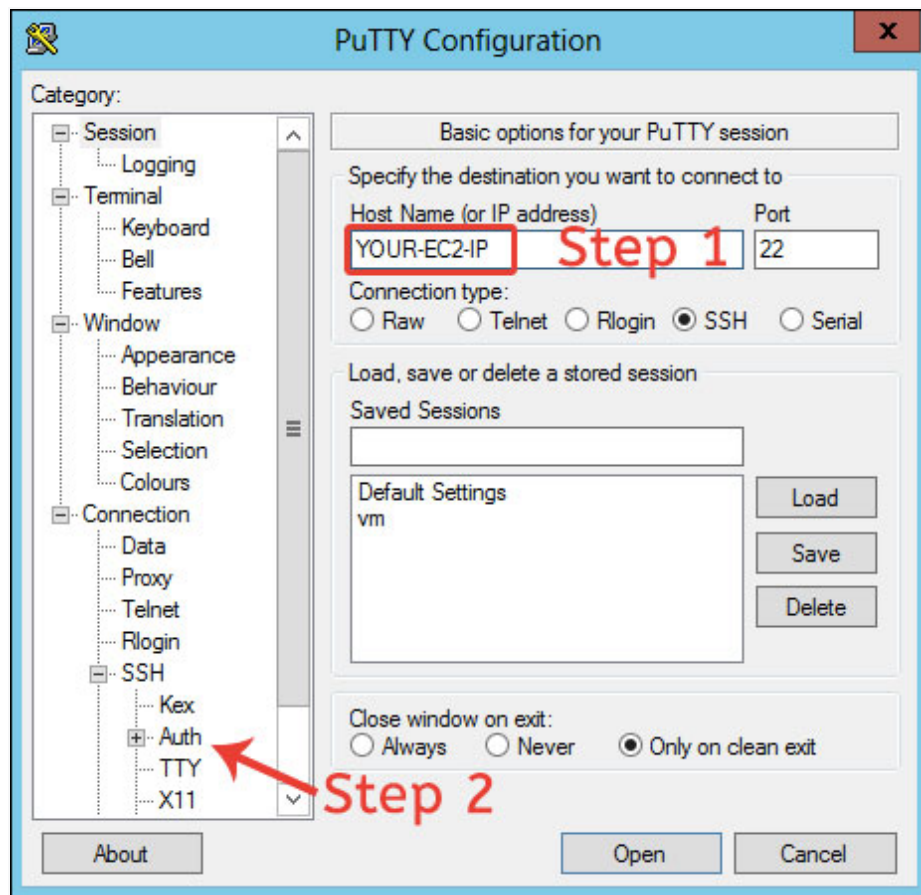 PuTTY Configuration
x
Category:
Session
Logging
Terminal
Keyboard
Bell
Features
Window
Appearance
Behaviour
Translation
Selection
Colours
Connection
Data
Proxy
Telnet
Rlogin
SSH
Kex
Auth
TTY
X11
Basic options for your PuTTY session
Specify the destination you want to connect to
Host Name (or IP address) Port
YOUR-EC2-IP Step 1 22
Connection type:
Raw Telnet Rlogin SSH Serial
Load, save or delete a stored session
Saved Sessions
Default Settings
vm
Load
Save
Delete
Close window on exit:
Always Never Only on clean exit
Step 2
About Open Cancel